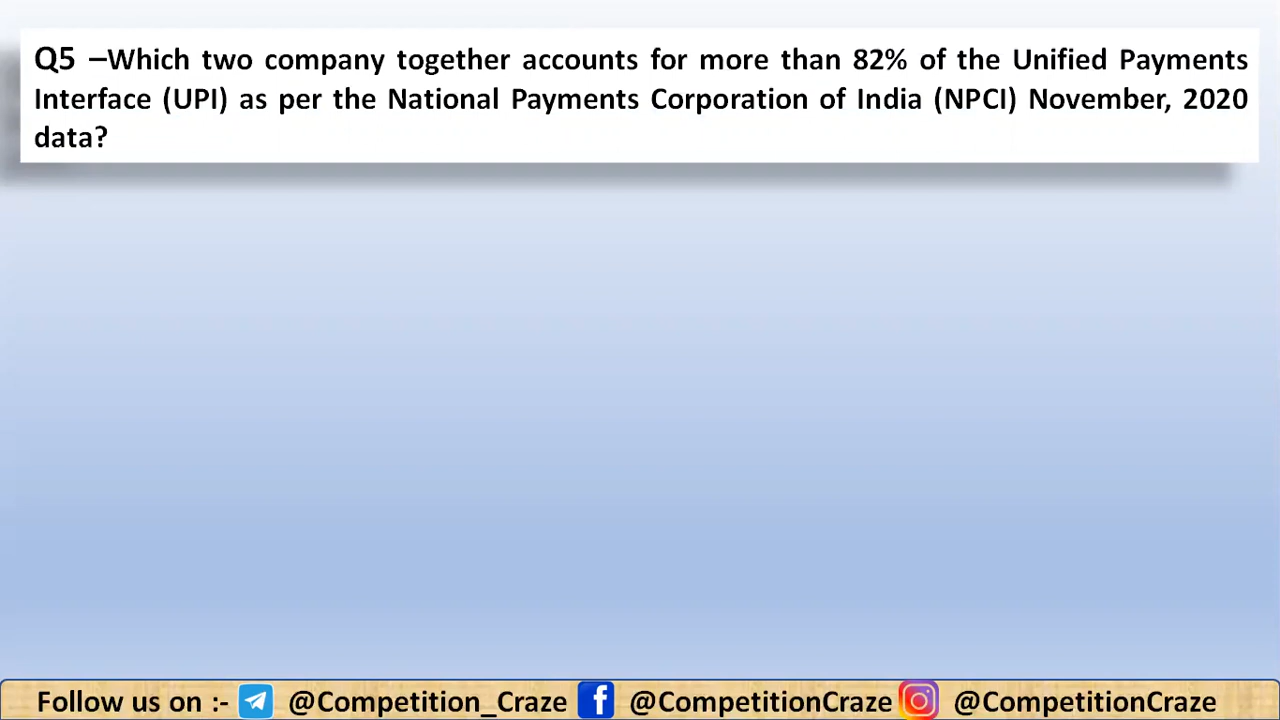 Q5 –Which two company together accounts for more than 82% of the Unified Payments
Interface (UPI) as per the National Payments Corporation of India (NPCI) November, 2020
data?
Follow us on :- @Competition_Craze @CompetitionCraze @CompetitionCraze